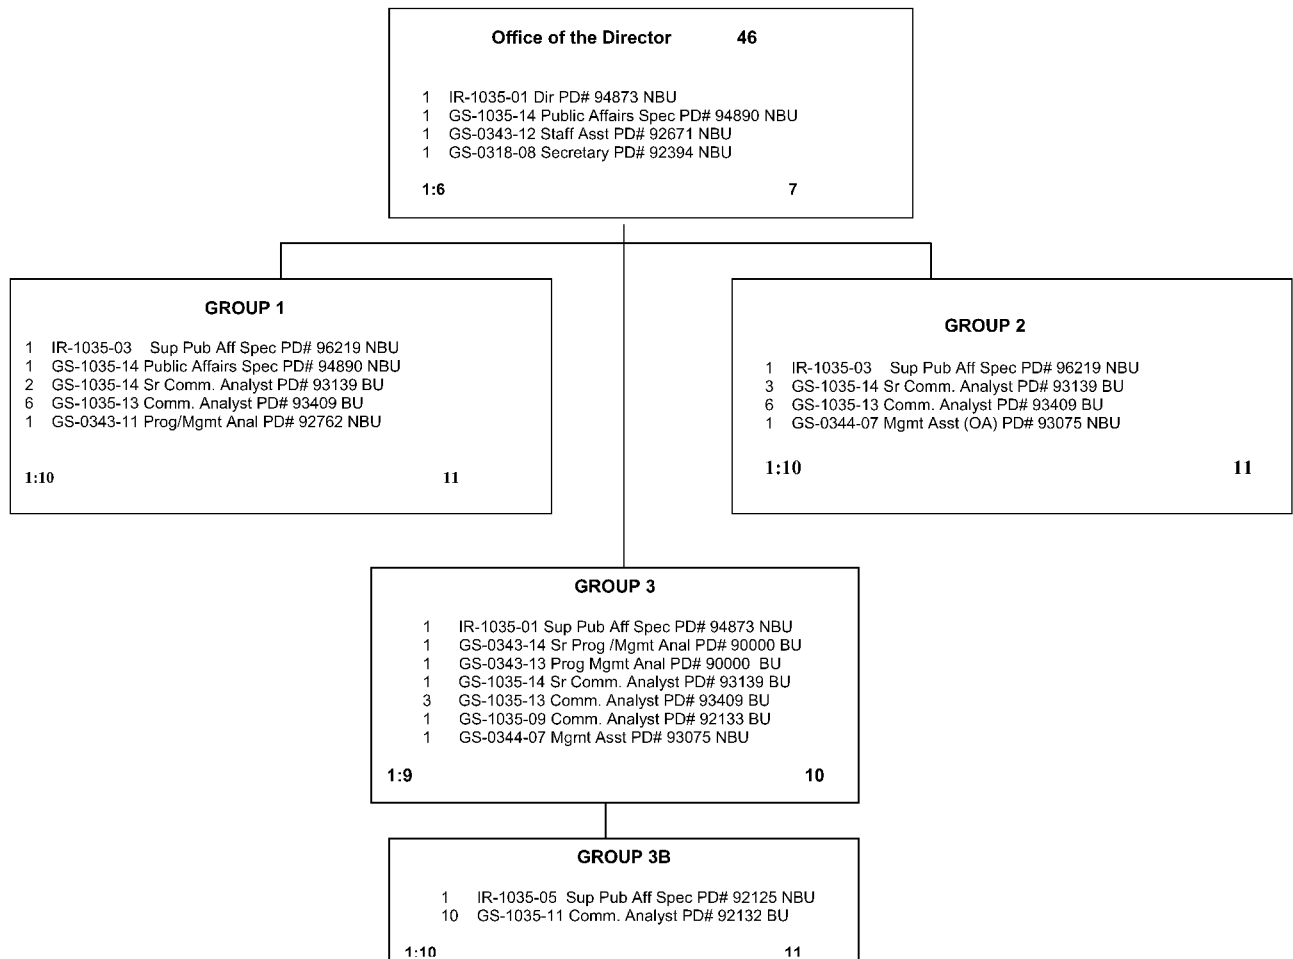 Office of the Director 46
1 IR-1035-01 Dir PD# 94873 NBU
1 GS-1035-14 Public Affairs Spec PD# 94890 NBU
1 GS-0343-12 Staff Asst PD# 92671 NBU
1 GS-0318-08 Secretary PD# 92394 NBU
1:6 7
GROUP 1
1 IR-1035-03 Sup Pub Aff Spec PD# 96219 NBU
1 GS-1035-14 Public Affairs Spec PD# 94890 NBU
2 GS-1035-14 Sr Comm. Analyst PD# 93139 BU
6 GS-1035-13 Comm. Analyst PD# 93409 BU
1 GS-0343-11 Prog/Mgmt Anal PD# 92762 NBU
1:10 11
GROUP 2
1 IR-1035-03 Sup Pub Aff Spec PD# 96219 NBU
3 GS-1035-14 Sr Comm. Analyst PD# 93139 BU
6 GS-1035-13 Comm. Analyst PD# 93409 BU
1 GS-0344-07 Mgmt Asst (OA) PD# 93075 NBU
1:10 11
GROUP 3
1 IR-1035-01 Sup Pub Aff Spec PD# 94873 NBU
1 GS-0343-14 Sr Prog /Mgmt Anal PD# 90000 BU
1 GS-0343-13 Prog Mgmt Anal PD# 90000 BU
1 GS-1035-14 Sr Comm. Analyst PD# 93139 BU
3 GS-1035-13 Comm. Analyst PD# 93409 BU
1 GS-1035-09 Comm. Analyst PD# 92133 BU
1 GS-0344-07 Mgmt Asst PD# 93075 NBU
1:9 10
GROUP 3B
1 IR-1035-05 Sup Pub Aff Spec PD# 92125 NBU
10 GS-1035-11 Comm. Analyst PD# 92132 BU
1:10 11